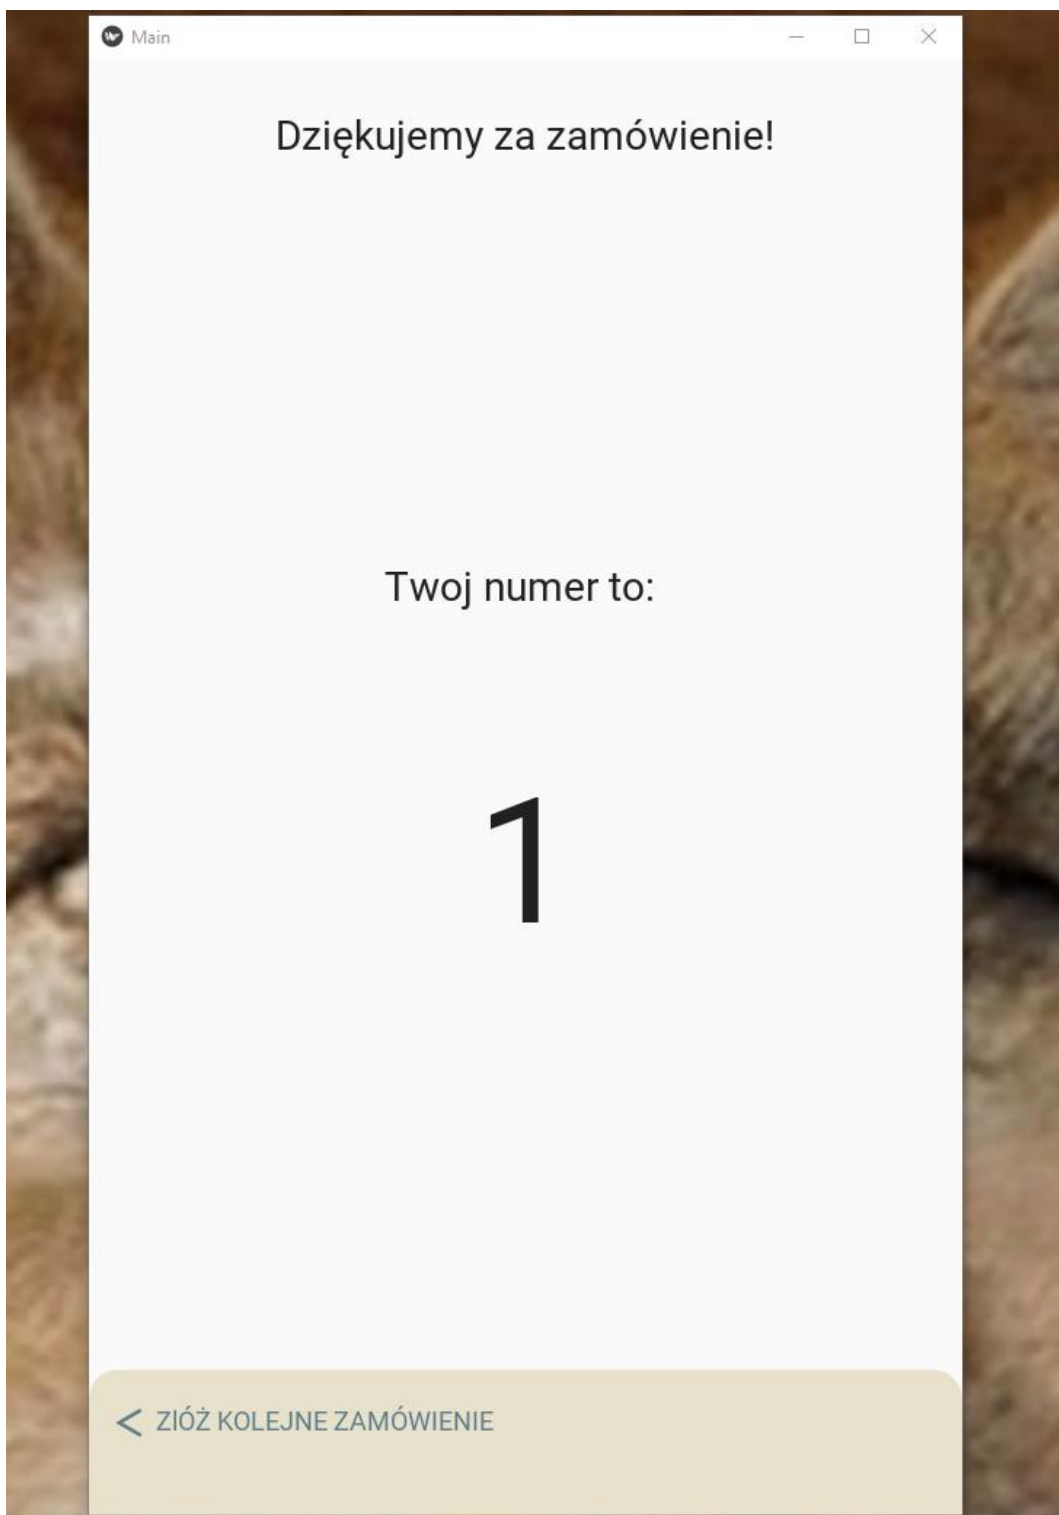 Main
Dziękujemy za zamówienie!
Twoj numer to:
1
< ZIÓŻ KOLEJNE ZAMÓWIENIE